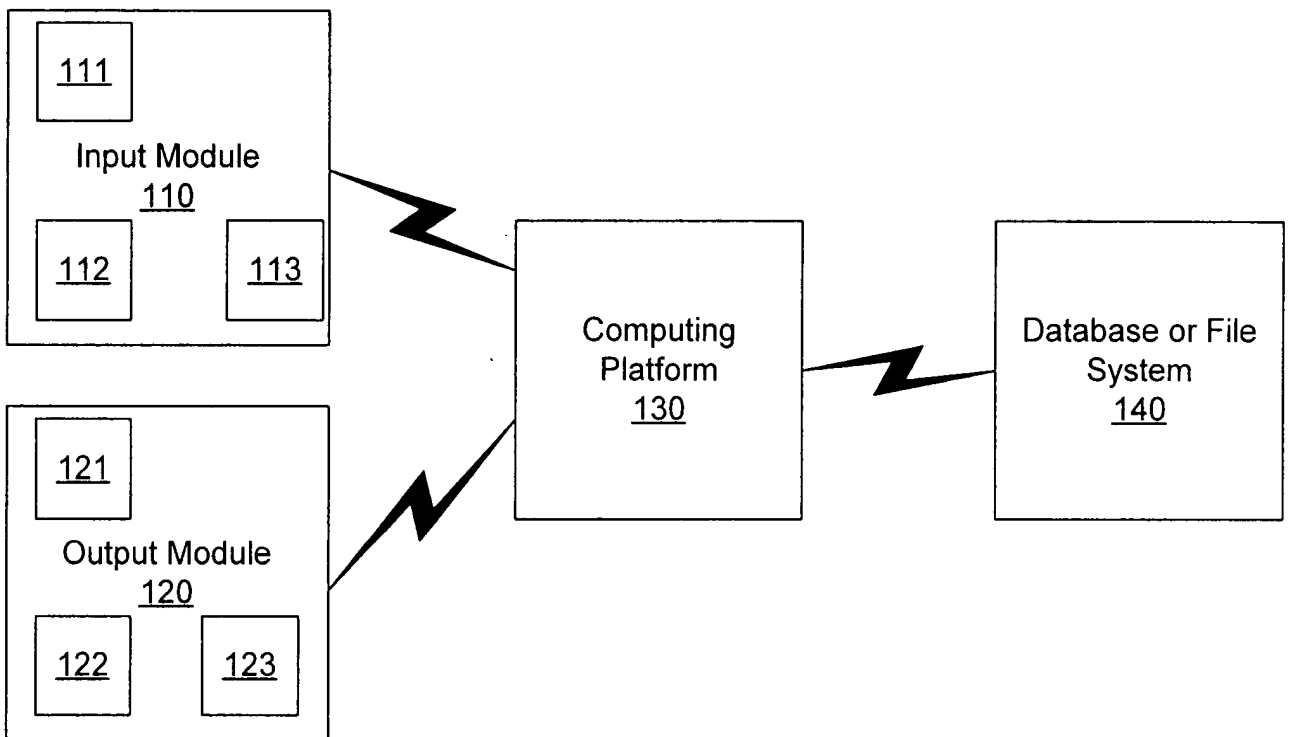 111
Input Module
110
112
113
121
Output Module
120
122
123
Computing
Platform
130
Database or File
System
140